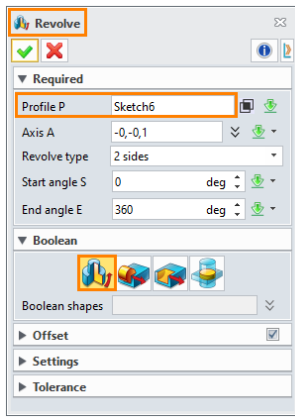 Revolve
Required
Profile P Sketch6
Axis A -0,-0,1
Revolve type 2 sides
Start angle S 0 deg
End angle E 360 deg
Boolean
Boolean shapes
Offset
Settings
Tolerance